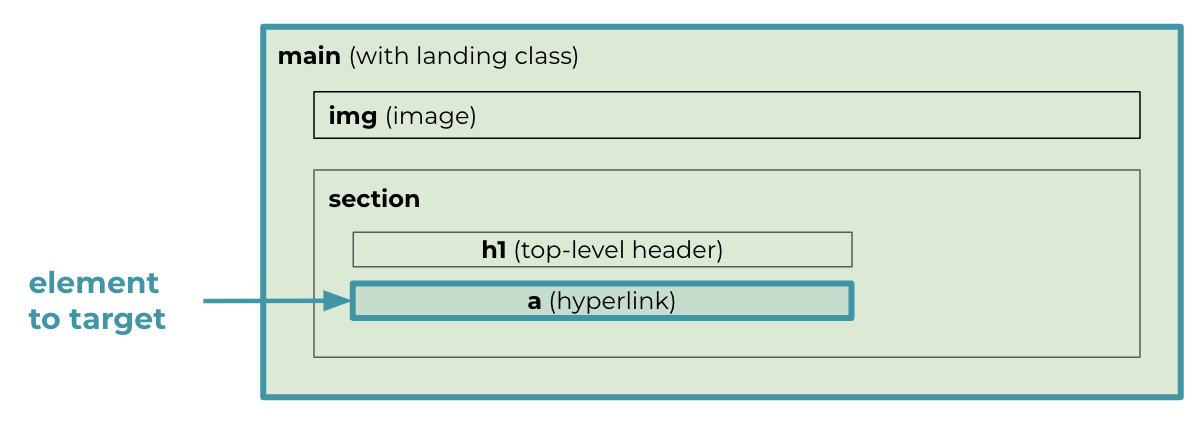 main (with landing class)
img (image)
section
h1 (top-level header)
element
to target
a (hyperlink)